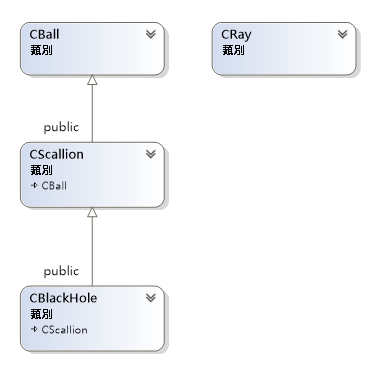 CBall
類別
CRay
類別
public
CScallion
類別
CBall
public
CBlackHole
類別
CScallion